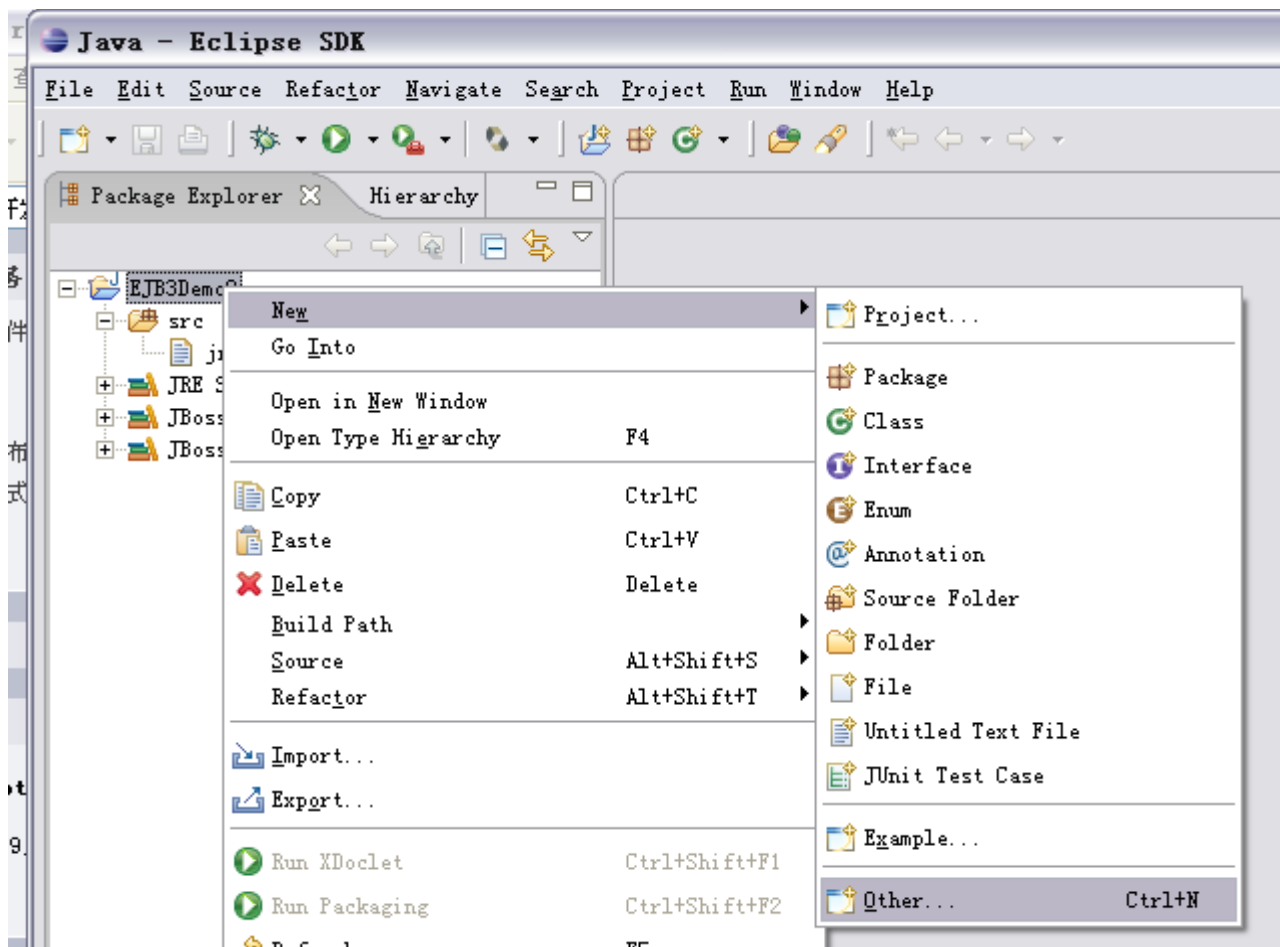 Java - Eclipse SDK
File Edit Source Refactor Navigate Search Project Run Window Help
Package Explorer Hierarchy
src
JRE
New
Go Into
Open in New Window
Open Type Hierarchy F4
Copy Ctrl+C
Paste Ctrl+V
Delete Delete
Build Path
Source Alt+Shift+S
Refactor Alt+Shift+T
Import...
Export...
Run XDoclet Ctrl+Shift+F1
Run Packaging Ctrl+Shift+F2
Project...
Package
Class
Interface
Enum
Annotation
Source Folder
Folder
File
Untitled Text File
JUnit Test Case
Example...
Other... Ctrl+N